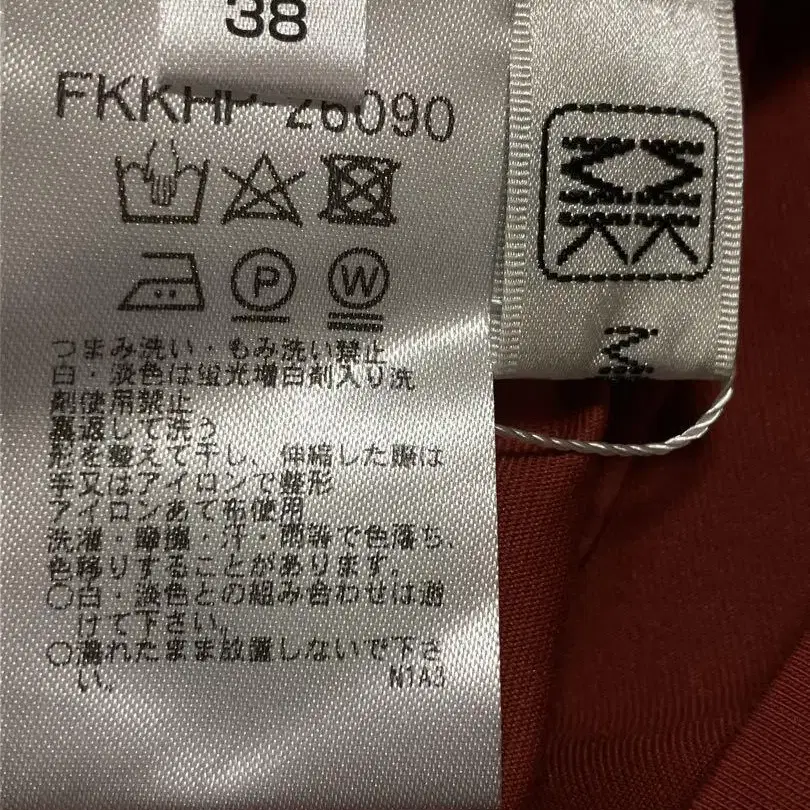 38
FKKHP-26090
P
W
つまみ洗い・もみ洗い禁止
白・淡色は蛍光増白剤入り洗
剤使用禁止
裏返して洗う
形を整えて干し、伸縮した際は
手又はアイロンで整形
アイロンあて布使用
洗濯・摩擦・汗・雨等で色落ち、
色移りすることがあります。
○白・淡色との組み合わせは避
けて下さい。
○濡れたまま放置しないで下さ
い。
N1A3